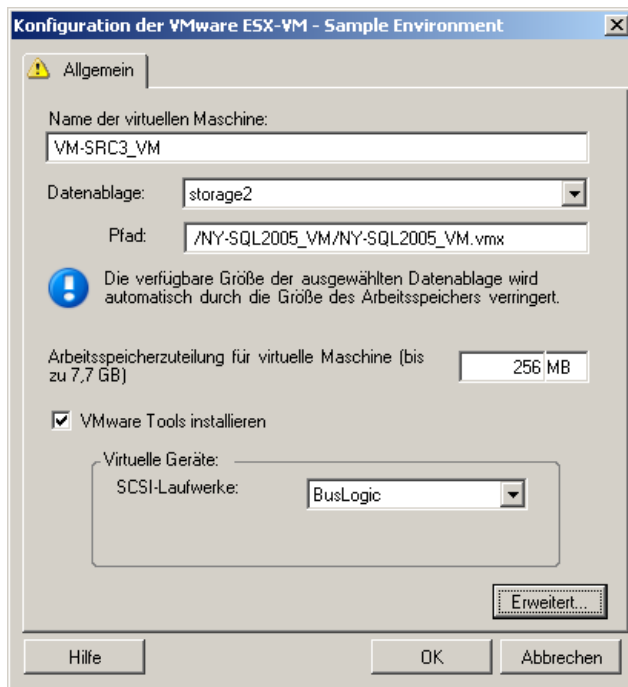 Konfiguration der VMware ESX-VM - Sample Environment
Allgemein
Name der virtuellen Maschine:
VM-SRC3_VM
Datenablage: storage2
Pfad: /NY-SQL2005_VM/NY-SQL2005_VM.vmx
Die verfügbare Größe der ausgewählten Datenablage wird
automatisch durch die Größe des Arbeitsspeichers verringert.
Arbeitsspeicherzuteilung für virtuelle Maschine (bis
zu 7,7 GB)
256 MB
VMware Tools installieren
Virtuelle Geräte:
SCSI-Laufwerke: BusLogic
Erweitert...
Hilfe OK Abbrechen